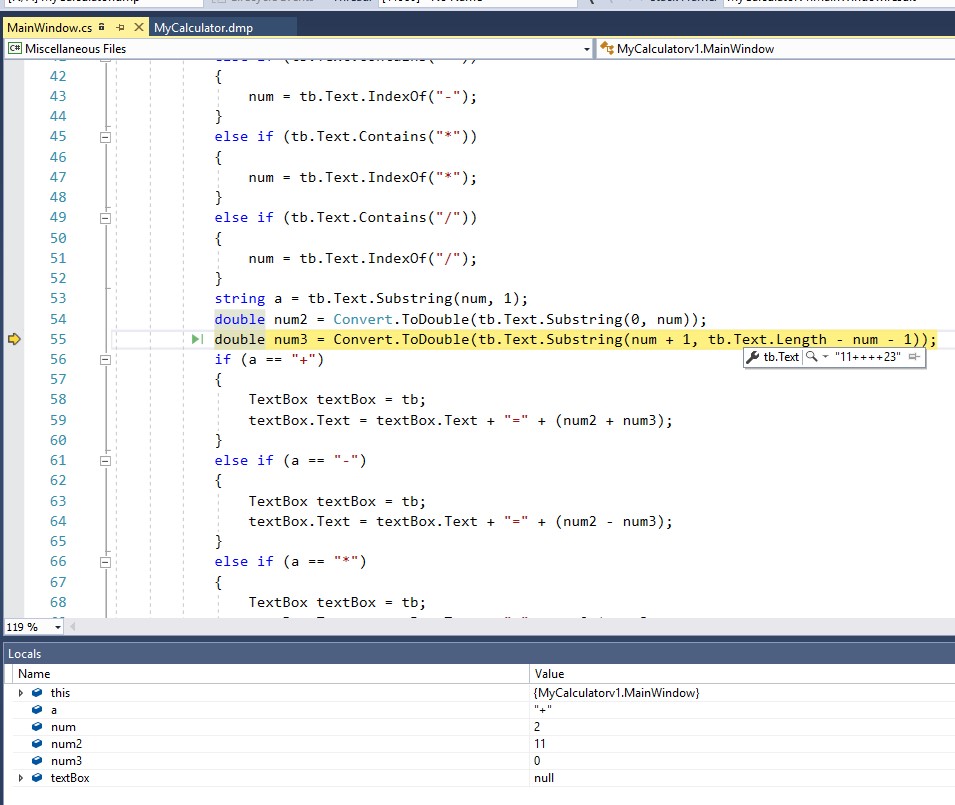 MainWindow.cs MyCalculator.dmp
C# Miscellaneous Files MyCalculatorv1.MainWindow
42 {
43 num = tb.Text.IndexOf("-");
44 }
45 else if (tb.Text.Contains("*"))
46 {
47 num = tb.Text.IndexOf("*");
48 }
49 else if (tb.Text.Contains("/"))
50 {
51 num = tb.Text.IndexOf("/");
52 }
53 string a = tb.Text.Substring(num, 1);
54 double num2 = Convert.ToDouble(tb.Text.Substring(0, num));
55 double num3 = Convert.ToDouble(tb.Text.Substring(num + 1, tb.Text.Length - num - 1));
56 if (a == "+")
tb.Text "11++++23"
57 {
58 TextBox textBox = tb;
59 textBox.Text = textBox.Text + "=" + (num2 + num3);
60 }
61 else if (a == "-")
62 {
63 TextBox textBox = tb;
64 textBox.Text = textBox.Text + "=" + (num2 - num3);
65 }
66 else if (a == "*")
67 {
68 TextBox textBox = tb;
119 %
Locals
Name Value
this {MyCalculatorv1.MainWindow}
a "+"
num 2
num2 11
num3 0
textBox null